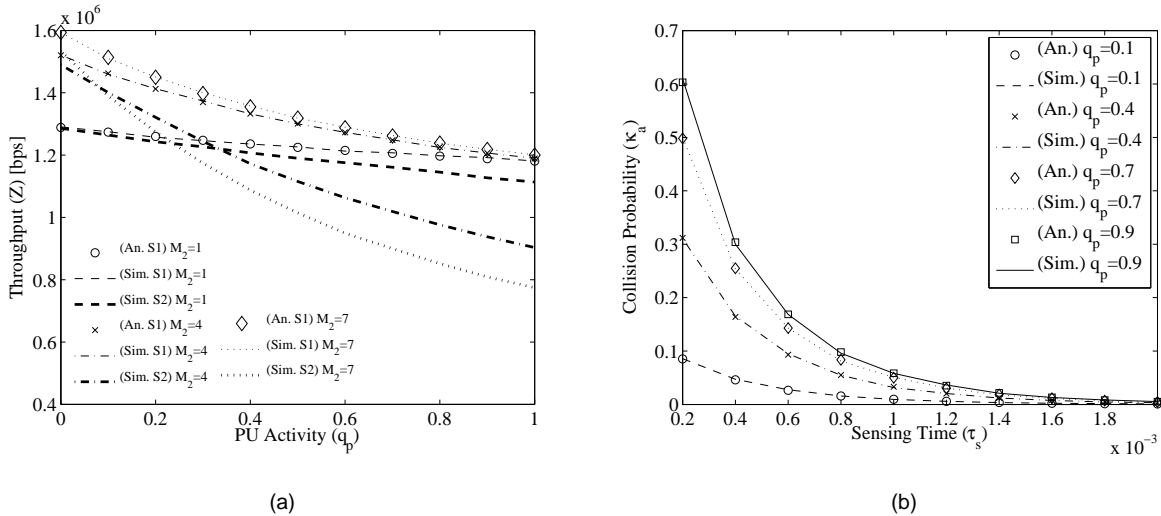 x 10^6
1.6
1.4
1.2
1
0.8
0.6
0.4
Throughput (Z) [bps]
0
0.2
0.4
0.6
0.8
1
PU Activity (q_p)
(An. S1) M_2=1
(Sim. S1) M_2=1
(Sim. S2) M_2=1
(An. S1) M_2=4
(Sim. S1) M_2=4
(Sim. S2) M_2=4
(An. S1) M_2=7
(Sim. S1) M_2=7
(Sim. S2) M_2=7
(a)
0.7
0.6
0.5
0.4
0.3
0.2
0.1
0
Collision Probability (κ_a)
0.2
0.4
0.6
0.8
1
1.2
1.4
1.6
1.8
2
x 10^-3
Sensing Time (τ_s)
(An.) q_p=0.1
(Sim.) q_p=0.1
(An.) q_p=0.4
(Sim.) q_p=0.4
(An.) q_p=0.7
(Sim.) q_p=0.7
(An.) q_p=0.9
(Sim.) q_p=0.9
(b)